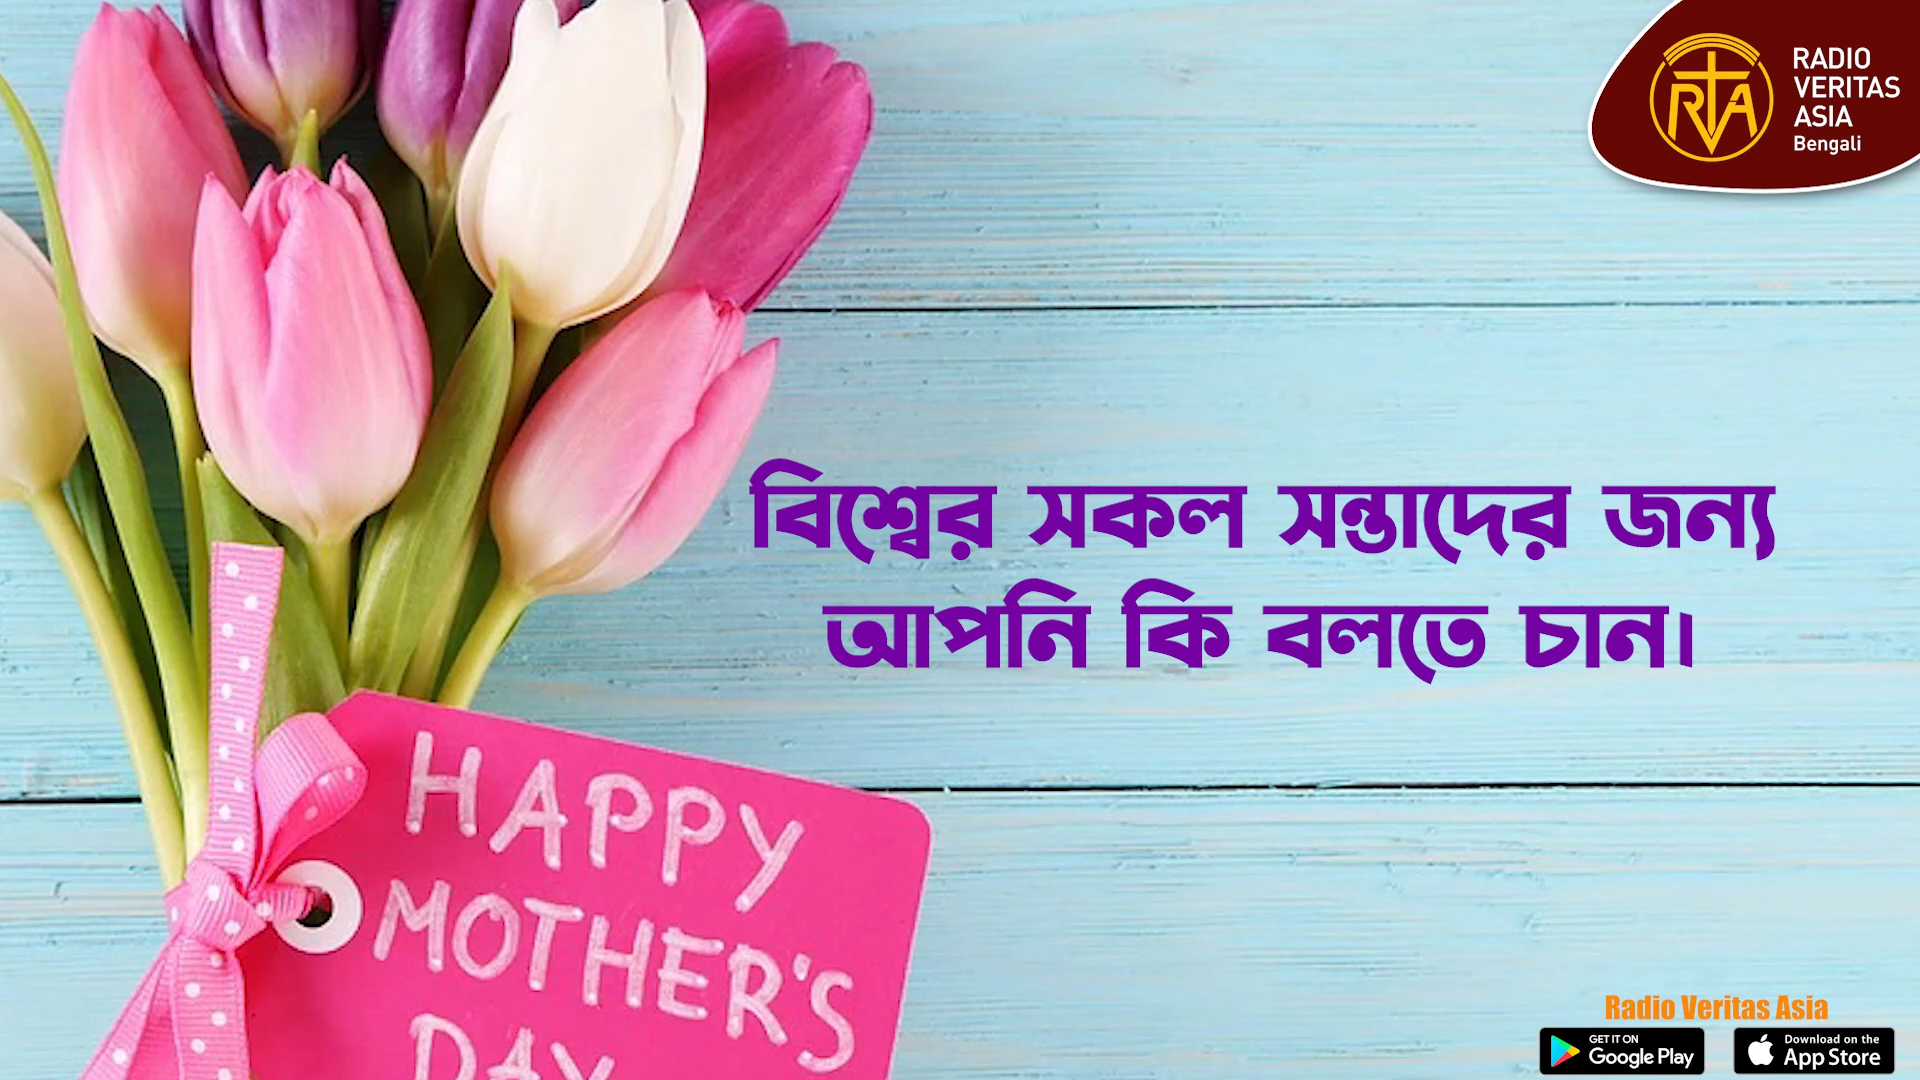 RADIO
VERITAS
ASIA
Bengali
বিশ্বের সকল সন্তাদের জন্য
আপনি কি বলতে চান।
HAPPY
MOTHER'S
DAY
Radio Veritas Asia
GET IT ON
Google Play
Download on the
App Store